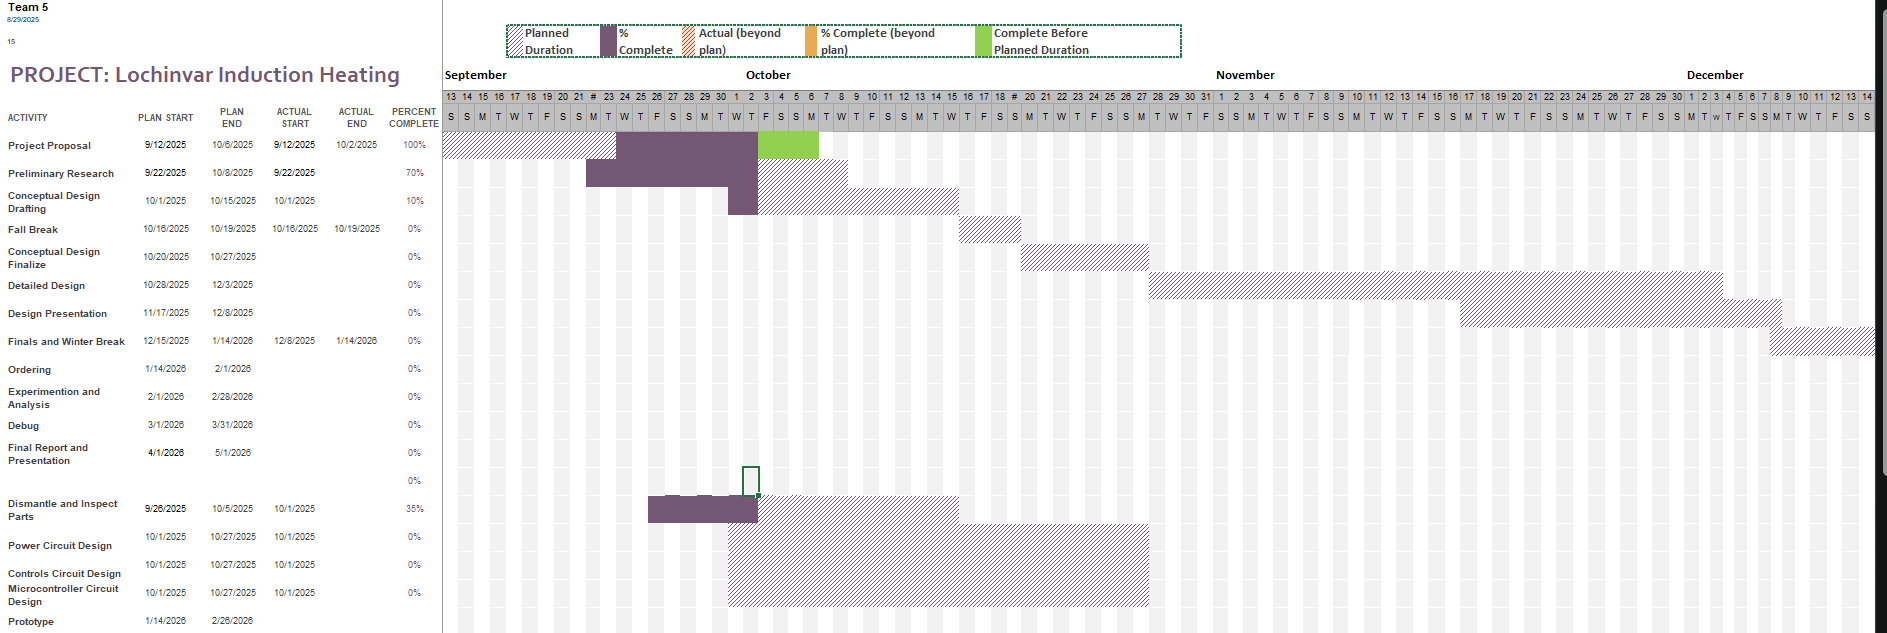 Team 5
8/29/2025
15
Planned Duration % Complete Actual (beyond plan) % Complete (beyond plan) Complete Before Planned Duration
PROJECT: Lochinvar Induction Heating
September October November December
13 14 15 16 17 18 19 20 21 # 23 24 25 26 27 28 29 30 1 2 3 4 5 6 7 8 9 10 11 12 13 14 15 16 17 18 # 20 21 22 23 24 25 26 27 28 29 30 31 1 2 3 4 5 6 7 8 9 10 11 12 13 14 15 16 17 18 19 20 21 22 23 24 25 26 27 28 29 30 1 2 3 4 5 6 7 8 9 10 11 12 13 14
ACTIVITY PLAN START PLAN END ACTUAL START ACTUAL END PERCENT COMPLETE
S S M T W T F S S M T W T F S S M T W T F S S M T W T F S S M T W T F S S M T W T F S S M T W T F S S M T W T F S S M T W T F S S M T W T F S S M T W T F S S M T W T F S S M T W T F S S
Project Proposal 9/12/2025 10/6/2025 9/12/2025 10/2/2025 100%
Preliminary Research 9/22/2025 10/8/2025 9/22/2025 70%
Conceptual Design Drafting 10/1/2025 10/15/2025 10/1/2025 10%
Fall Break 10/16/2025 10/19/2025 10/16/2025 10/19/2025 0%
Conceptual Design Finalize 10/20/2025 10/27/2025 0%
Detailed Design 10/28/2025 12/3/2025 0%
Design Presentation 11/17/2025 12/8/2025 0%
Finals and Winter Break 12/15/2025 1/14/2026 12/8/2025 1/14/2026 0%
Ordering 1/14/2026 2/1/2026 0%
Experimention and Analysis 2/1/2026 2/28/2026 0%
Debug 3/1/2026 3/31/2026 0%
Final Report and Presentation 4/1/2026 5/1/2026 0%
0%
Dismantle and Inspect Parts 9/26/2025 10/5/2025 10/1/2025 35%
Power Circuit Design 10/1/2025 10/27/2025 10/1/2025 0%
Controls Circuit Design 10/1/2025 10/27/2025 10/1/2025 0%
Microcontroller Circuit Design 10/1/2025 10/27/2025 10/1/2025 0%
Prototype 1/14/2026 2/26/2026